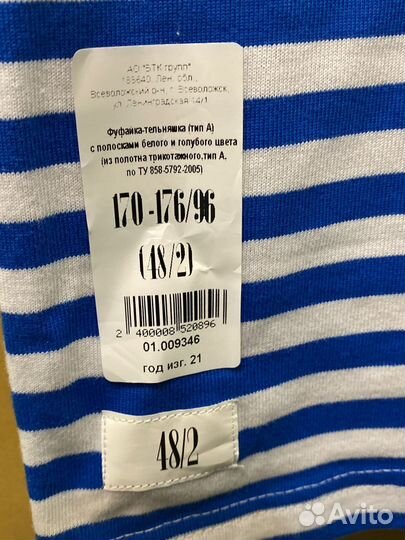 АО "БТК групп"
188640, Лен. обл.,
Всеволожский р-н, г. Всеволожск,
ул. Ленинградская 14/1
Фуфайка-тельняшка (тип А)
с полосками белого и голубого цвета
(из полотна трикотажного.тип А,
по ТУ 858-5792-2005)
170-176/96
(48/2)
2 400008 520896
01.009346
год изг. 21
48/2
Avito